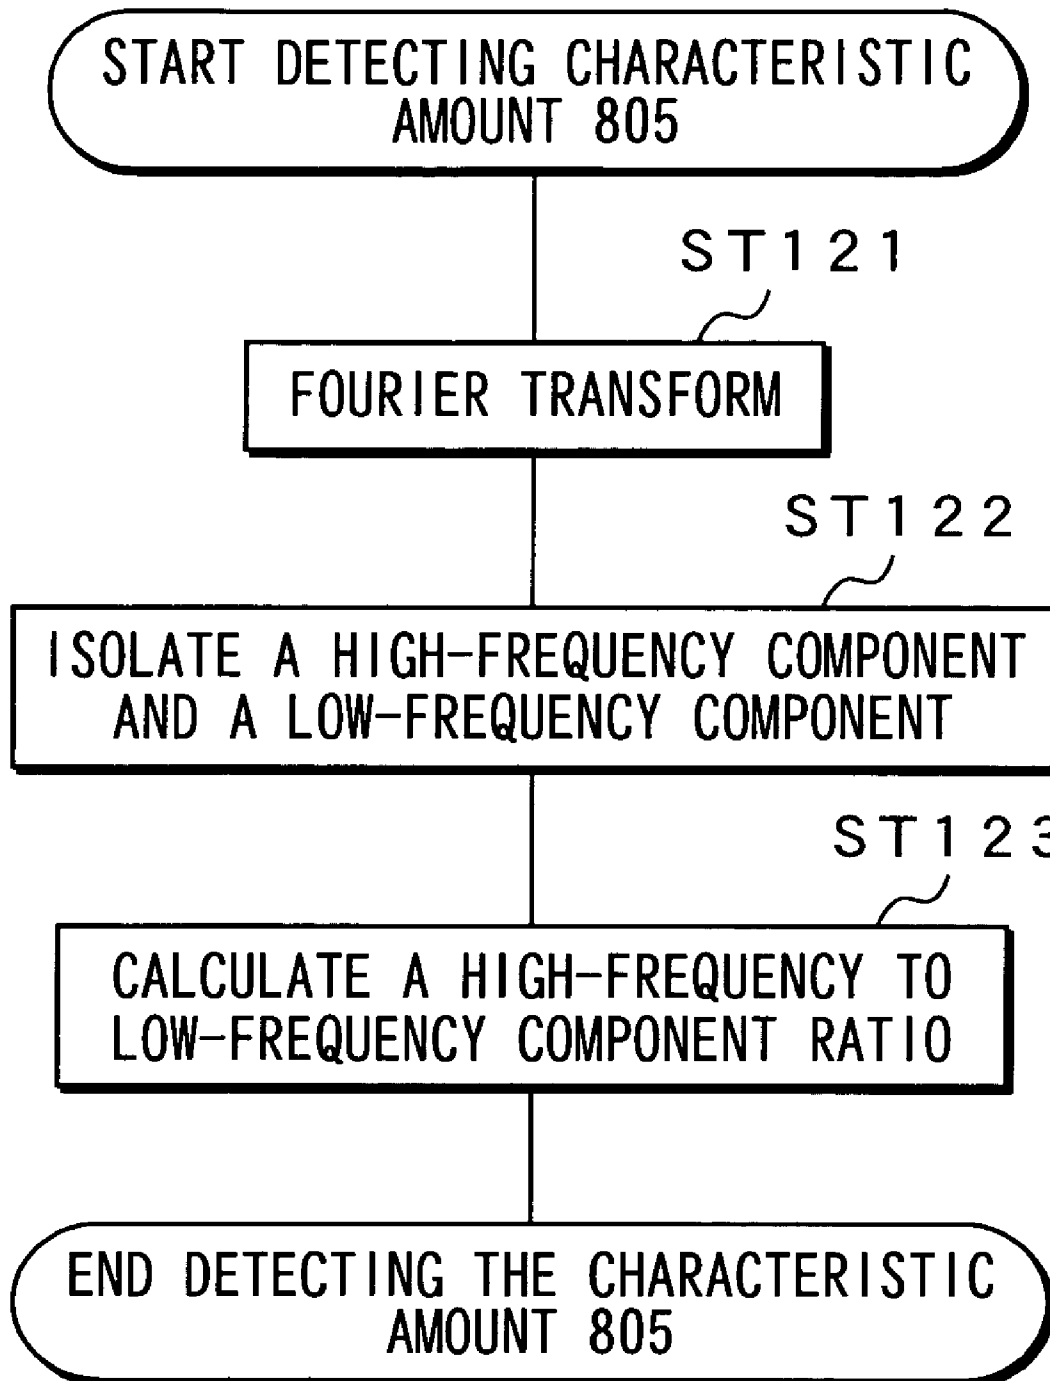 START DETECTING CHARACTERISTIC
AMOUNT 805
ST121
FOURIER TRANSFORM
ST122
ISOLATE A HIGH-FREQUENCY COMPONENT
AND A LOW-FREQUENCY COMPONENT
ST123
CALCULATE A HIGH-FREQUENCY TO
LOW-FREQUENCY COMPONENT RATIO
END DETECTING THE CHARACTERISTIC
AMOUNT 805